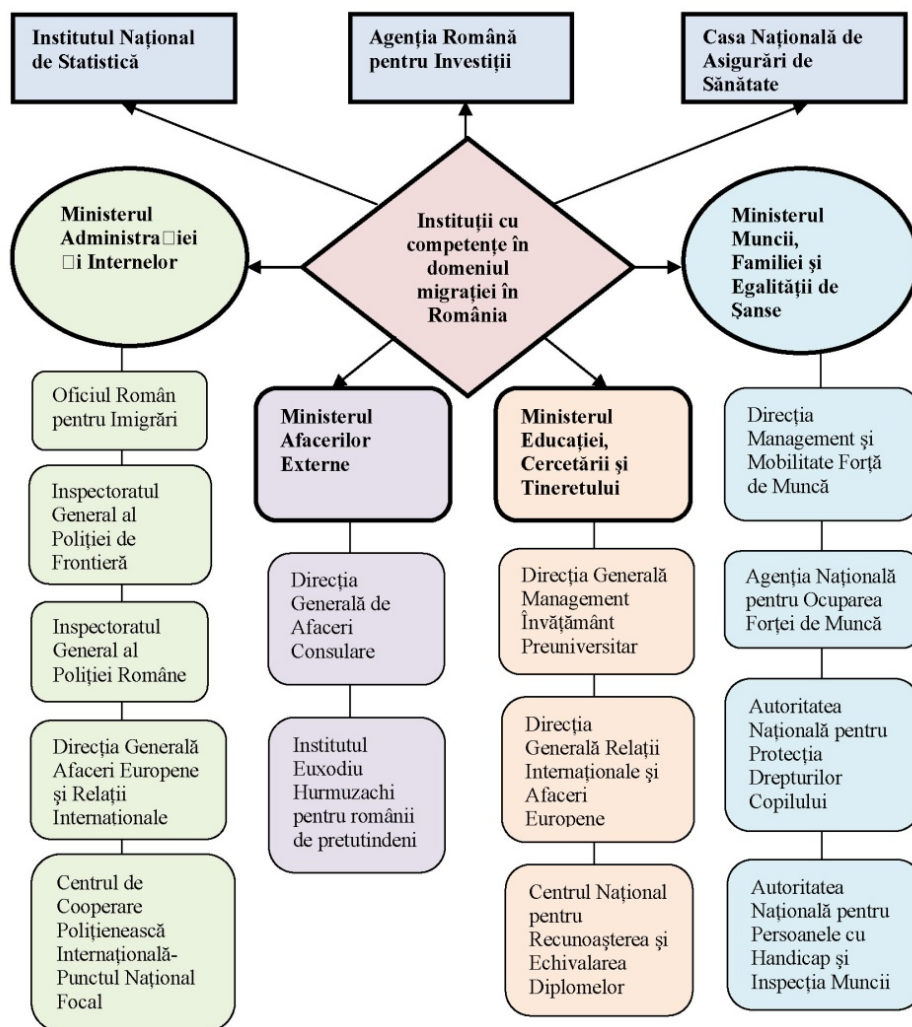 Institutul Național
de Statistică
Agenția Română
pentru Investiții
Casa Națională de
Asigurări de
Sănătate
Instituții cu
competențe în
domeniul
migrației în
România
Ministerul
Administra□iei
□i Internelor
Ministerul
Muncii,
Familiei și
Egalității de
Șanse
Oficiul Român
pentru Imigrări
Inspectoratul
General al
Poliției de
Frontieră
Inspectoratul
General al
Poliției Române
Direcția Generală
Afaceri Europene
și Relații
Internationale
Centrul de
Cooperare
Polițienească
Internațională-
Punctul Național
Focal
Ministerul
Afacerilor
Externe
Direcția
Generală de
Afaceri
Consulare
Institutul
Euxodiu
Hurmuzachi
pentru românii
de pretutindeni
Ministerul
Educației,
Cercetării și
Tineretului
Direcția Generală
Management
Învățământ
Preuniversitar
Direcția
Generală Relații
Internaționale și
Afaceri
Europene
Centrul Național
pentru
Recunoașterea și
Echivalarea
Diplomelor
Direcția
Management și
Mobilitate Forță
de Muncă
Agenția Națională
pentru Ocuparea
Forței de Muncă
Autoritatea
Națională pentru
Protecția
Drepturilor
Copilului
Autoritatea
Națională pentru
Persoanele cu
Handicap și
Inspecția Muncii